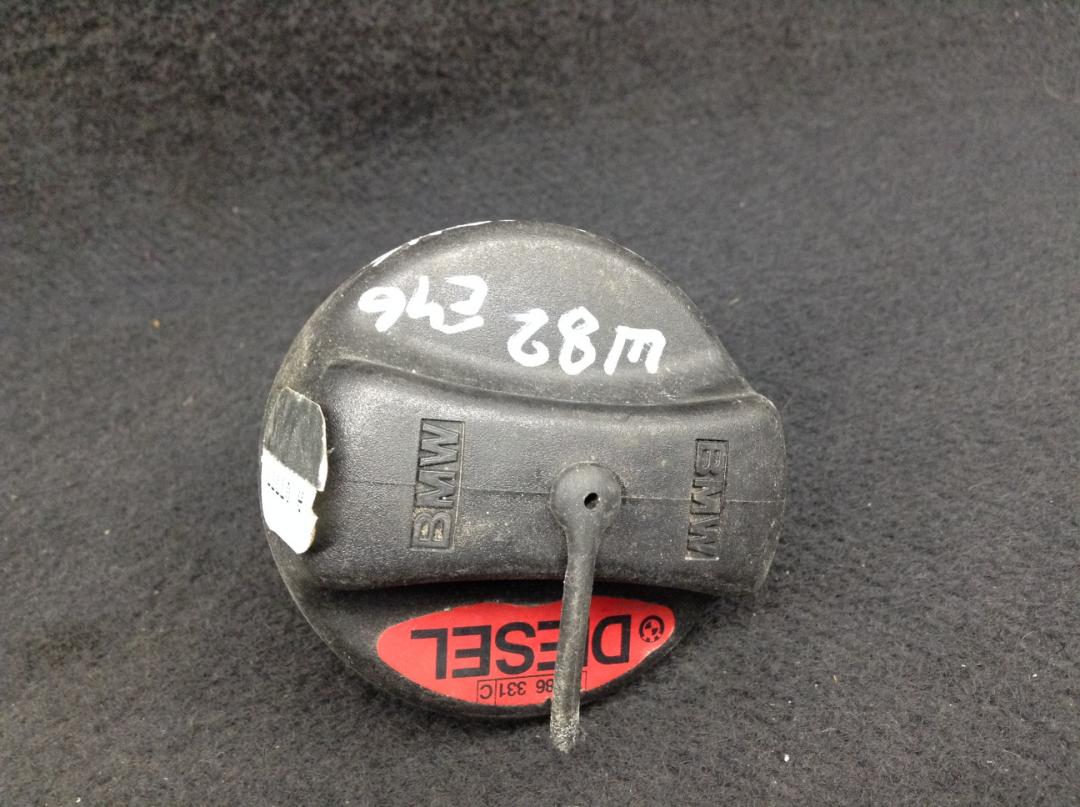 M82 E46
BMW
BMW
DIESEL
86 331 C